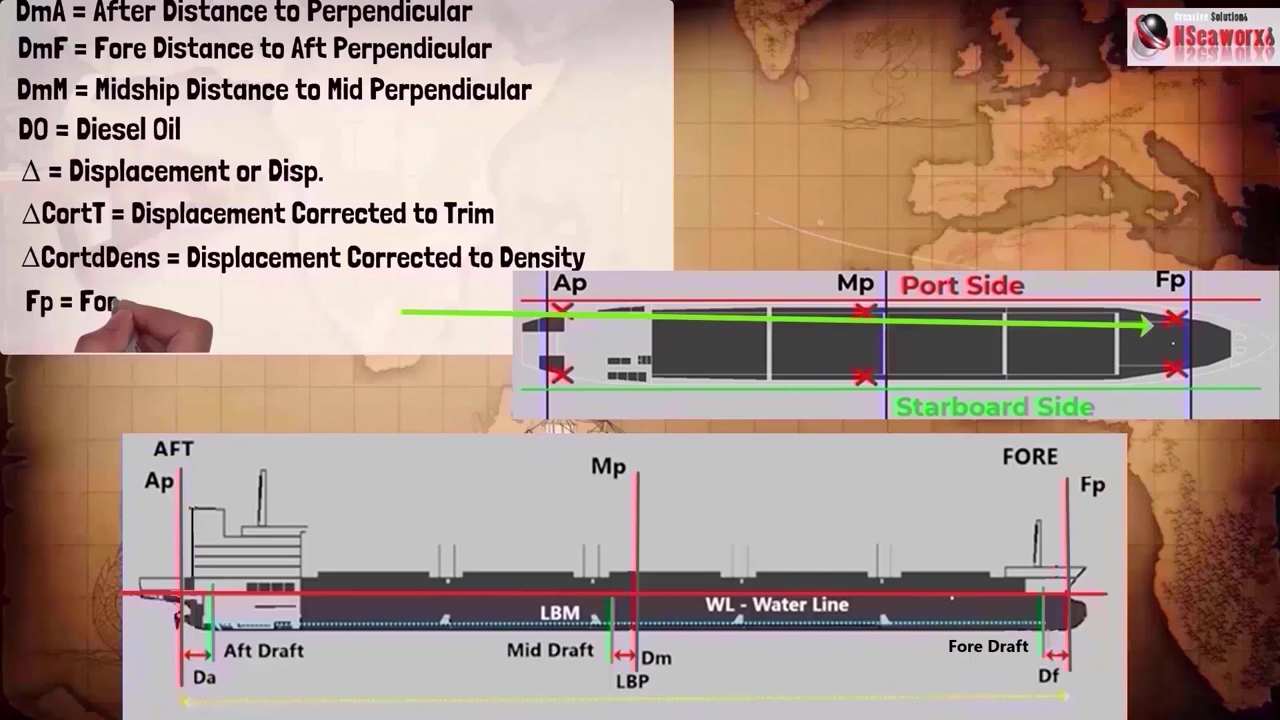 DmA = After Distance to Perpendicular
DmF = Fore Distance to Aft Perpendicular
DmM = Midship Distance to Mid Perpendicular
DO = Diesel Oil
Δ = Displacement or Disp.
ΔCortT = Displacement Corrected to Trim
ΔCortdDens = Displacement Corrected to Density
Fp = For
Creative Solutions
NSeaworx6
Ap
Mp
Port Side
Fp
Starboard Side
AFT
FORE
Ap
Mp
Fp
LBM
WL - Water Line
Aft Draft
Mid Draft
Dm
Fore Draft
Da
LBP
Df